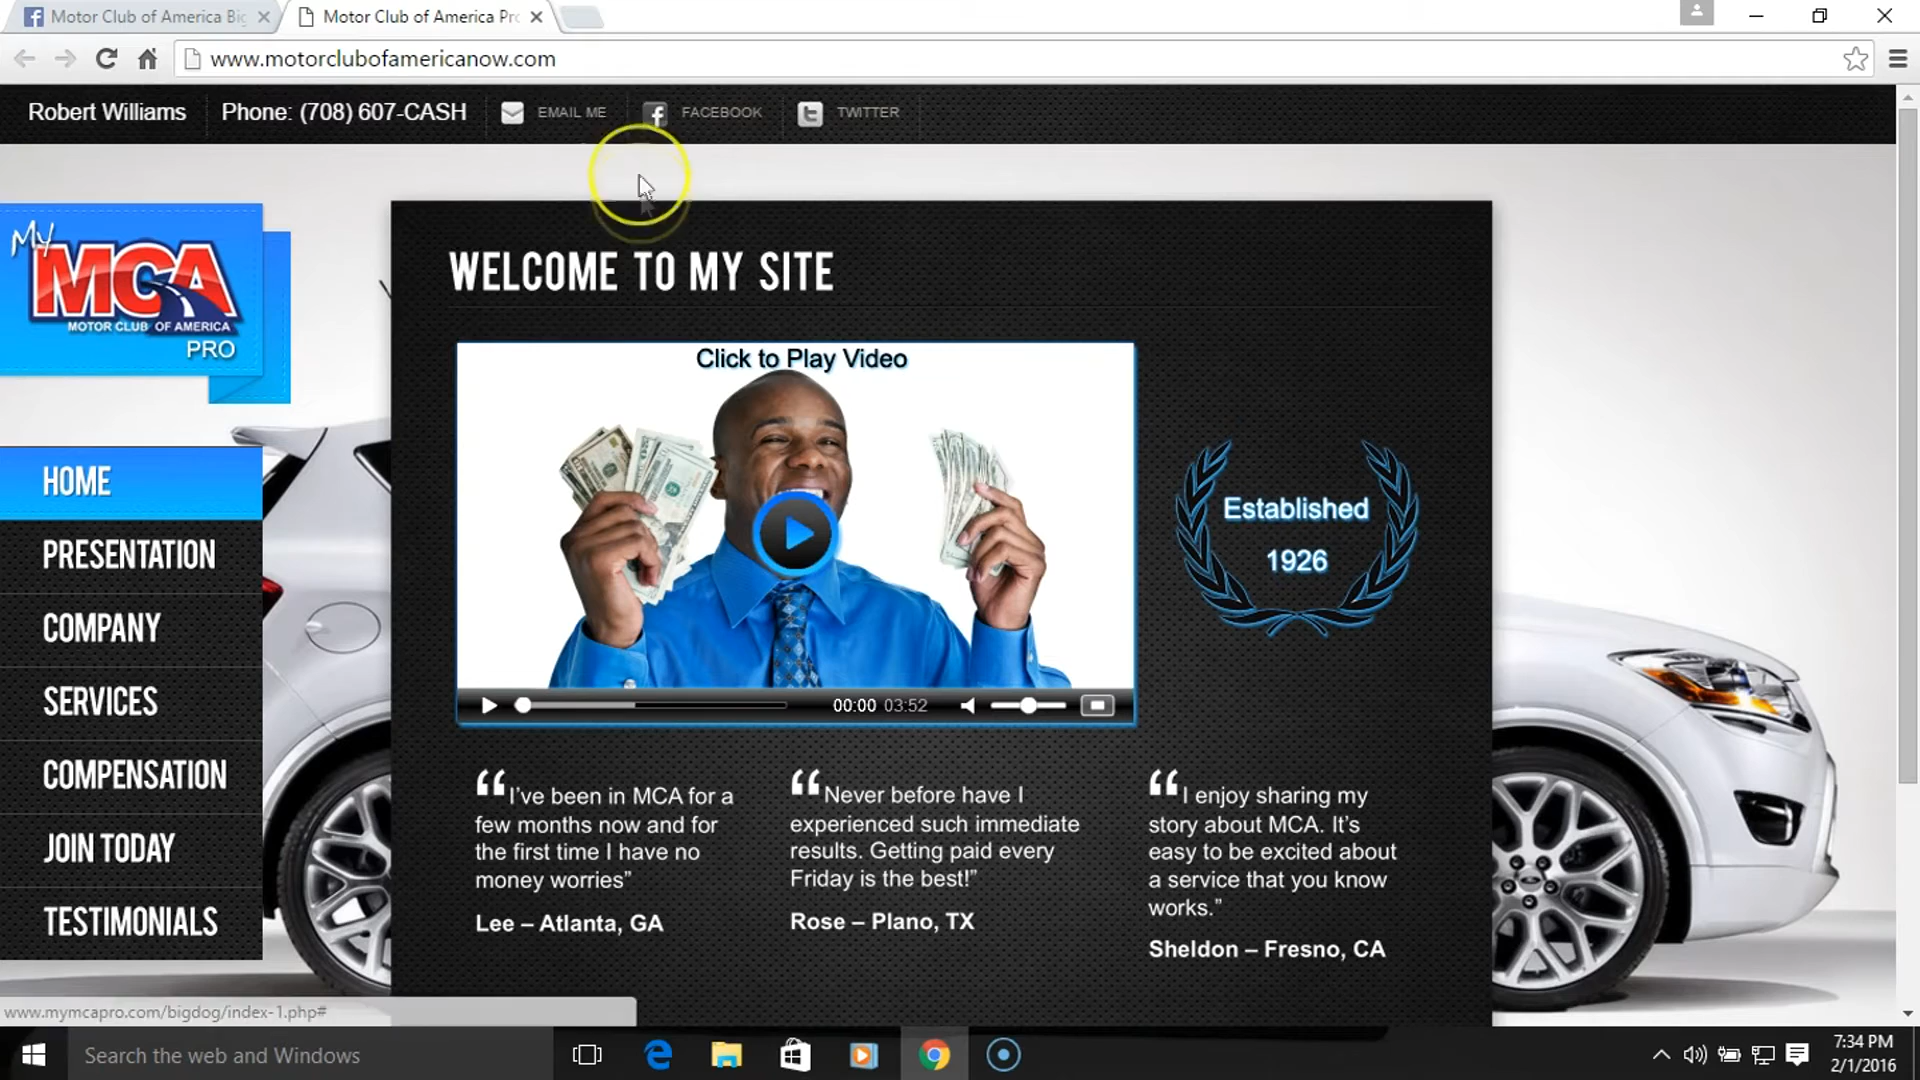 Motor Club of America Big
Motor Club of America Pro
www.motorclubofamericanow.com
Robert Williams
Phone: (708) 607-CASH
EMAIL ME
FACEBOOK
TWITTER
My
MCA
MOTOR CLUB OF AMERICA
PRO
HOME
PRESENTATION
COMPANY
SERVICES
COMPENSATION
JOIN TODAY
TESTIMONIALS
WELCOME TO MY SITE
Click to Play Video
00:00 03:52
Established
1926
“I’ve been in MCA for a
few months now and for
the first time I have no
money worries”
Lee – Atlanta, GA
“Never before have I
experienced such immediate
results. Getting paid every
Friday is the best!”
Rose – Plano, TX
“I enjoy sharing my
story about MCA. It’s
easy to be excited about
a service that you know
works.”
Sheldon – Fresno, CA
www.mymcapro.com/bigdog/index-1.php#
Search the web and Windows
7:34 PM
2/1/2016